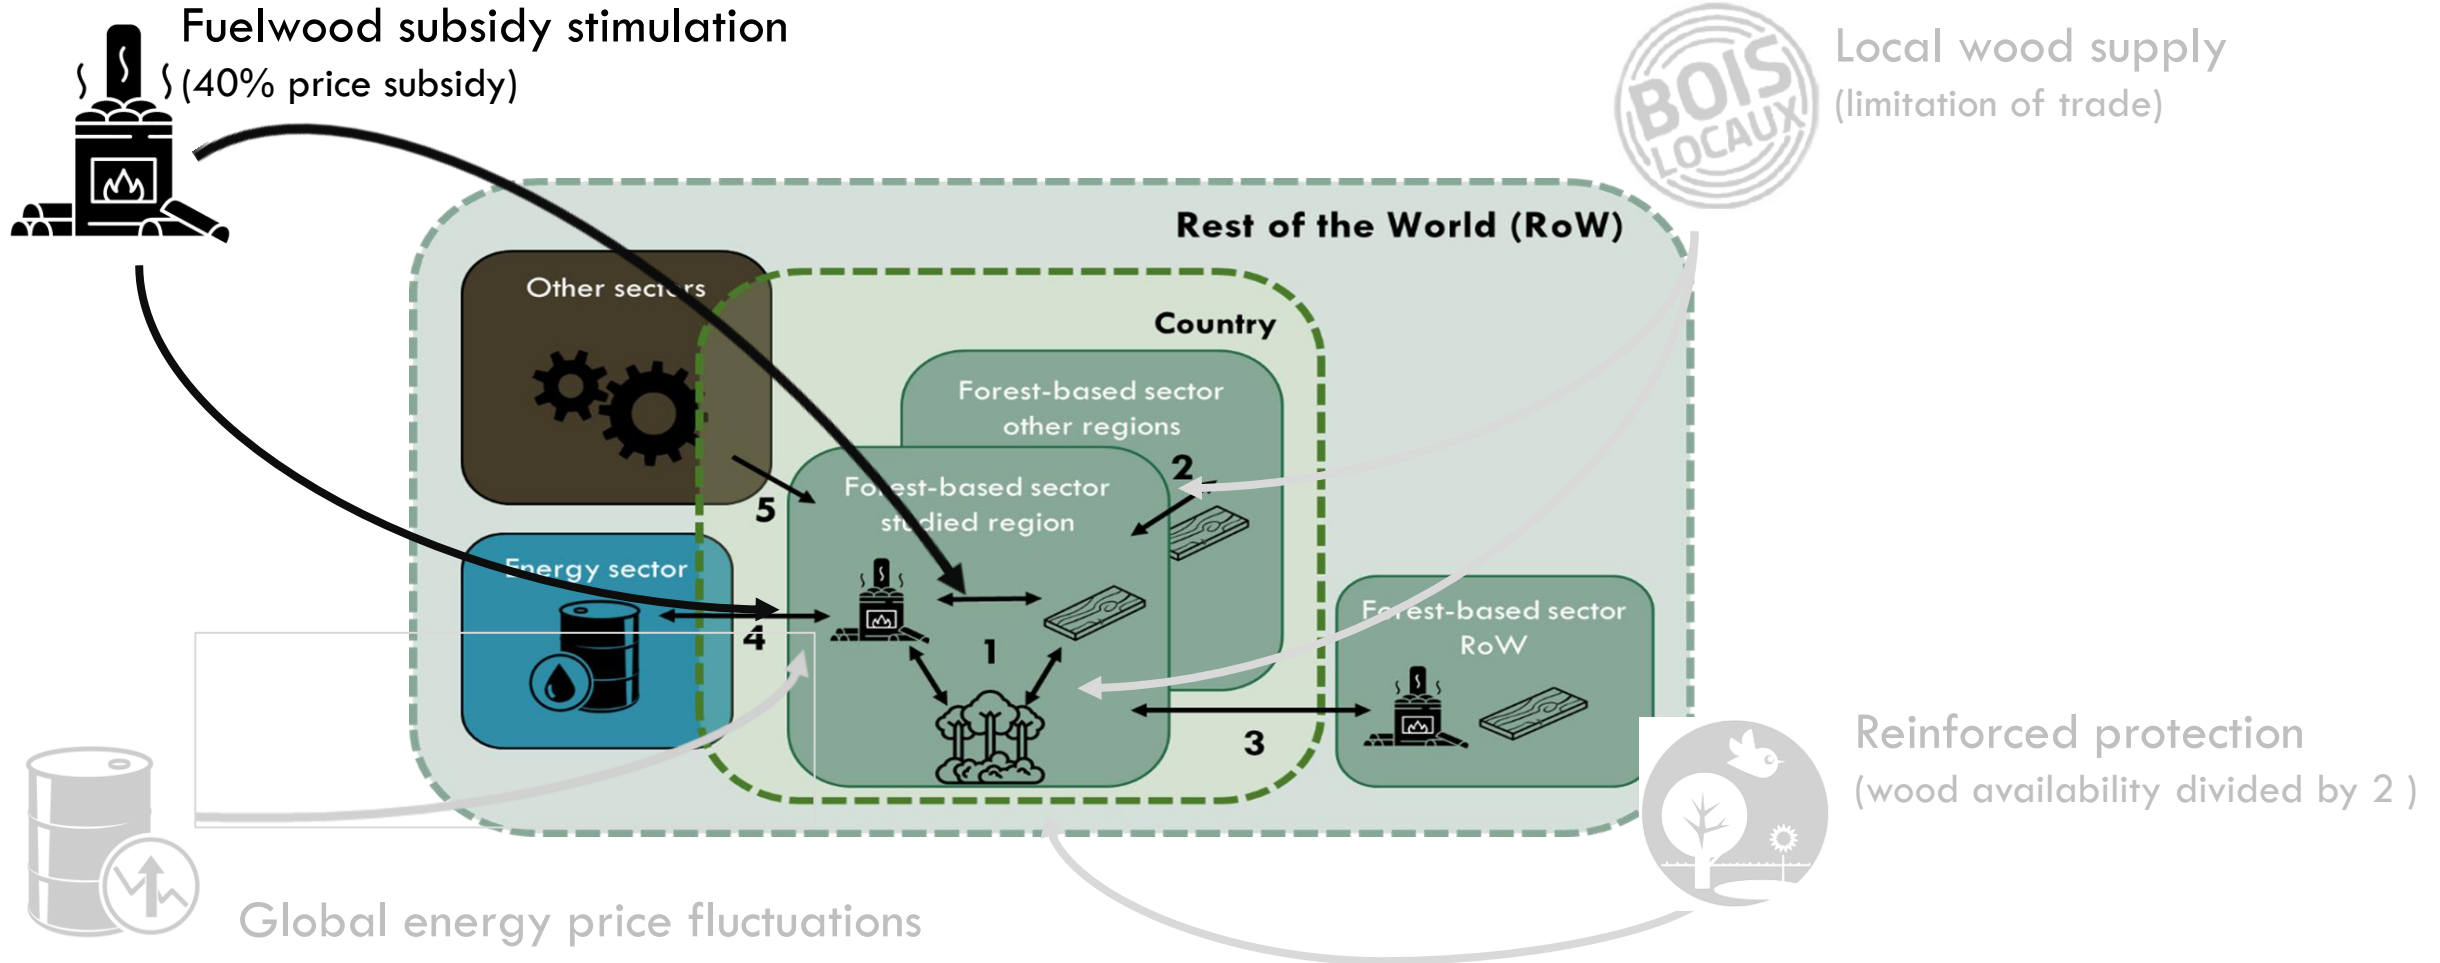 Fuelwood subsidy stimulation
(40% price subsidy)
BOIS
LOCAUX
Local wood supply
(limitation of trade)
Rest of the World (RoW)
Other sectors
Country
Forest-based sector
other regions
2
Forest-based sector
studied region
5
Energy sector
4
1
Forest-based sector
RoW
3
Reinforced protection
(wood availability divided by 2 )
Global energy price fluctuations